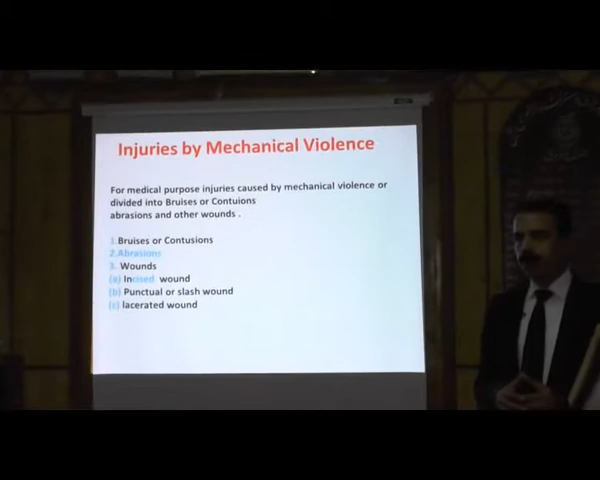 Injuries by Mechanical Violence
For medical purpose injuries caused by mechanical violence or
divided into Bruises or Contuions
abrasions and other wounds .
1.Bruises or Contusions
2.Abrasions
3. Wounds
(a) Incised wound
(b) Punctual or slash wound
(c) lacerated wound